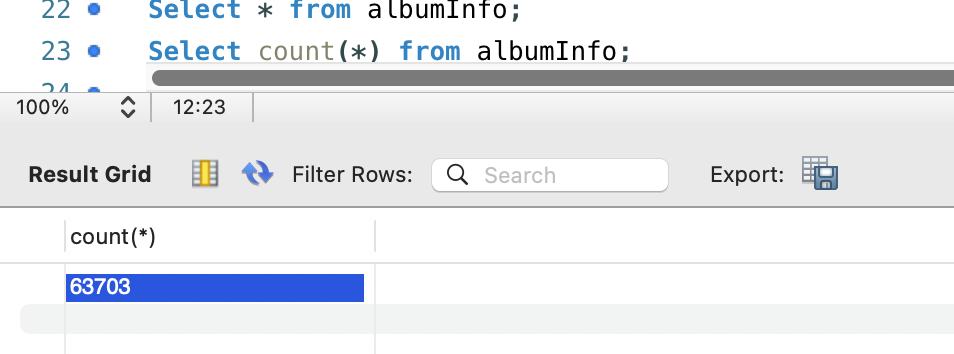 22 Select * from albumInfo;
23 Select count(*) from albumInfo;
24
100% 12:23
Result Grid Filter Rows: Search Export:
count(*)
63703